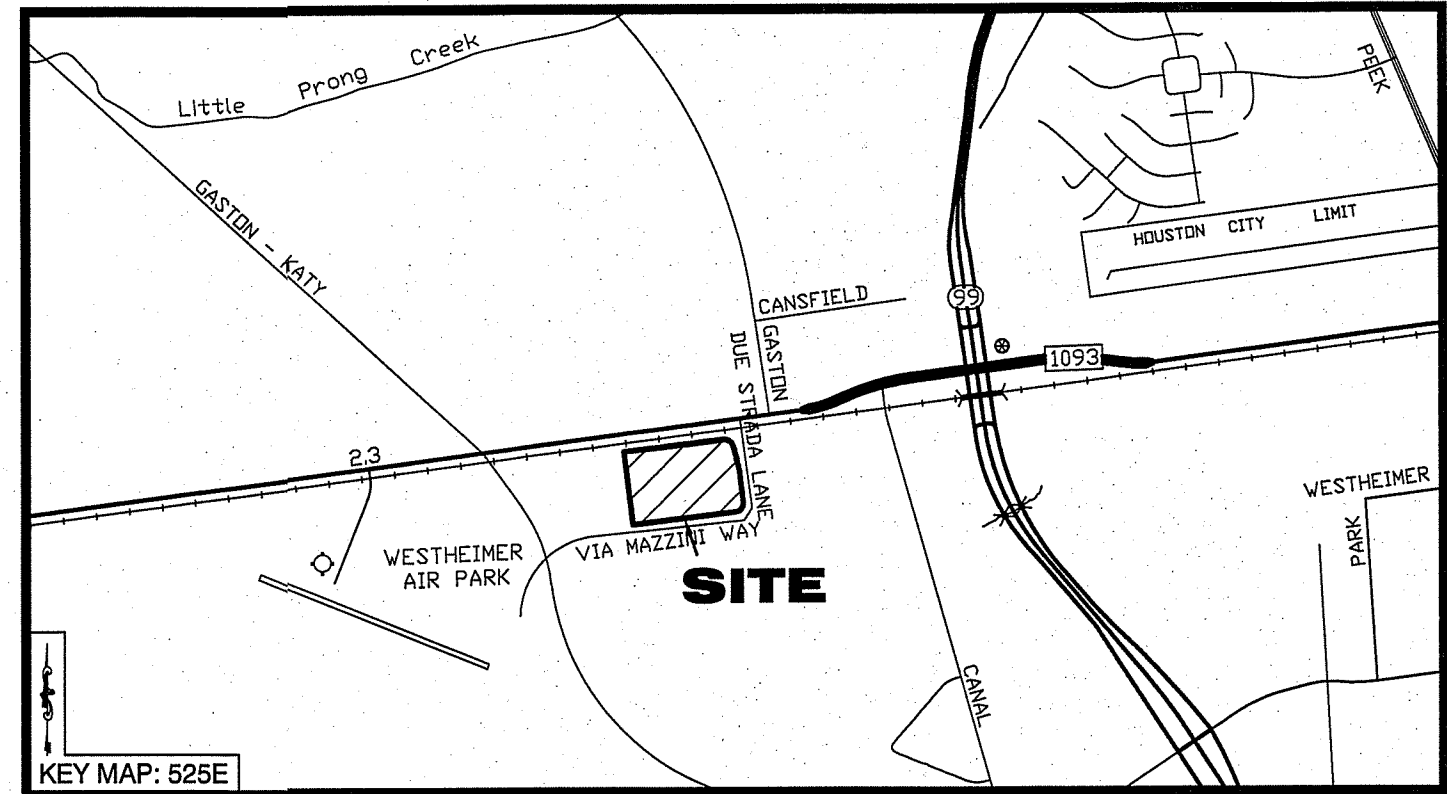 Little Prong Creek
PEEK
GASTON - KATY
HOUSTON CITY LIMIT
CANSFIELD
99
GASTON
DUE STRADA LANE
1093
2.3
WESTHEIMER
PARK
VIA MAZZINI WAY
WESTHEIMER
AIR PARK
SITE
CANAL
KEY MAP: 525E